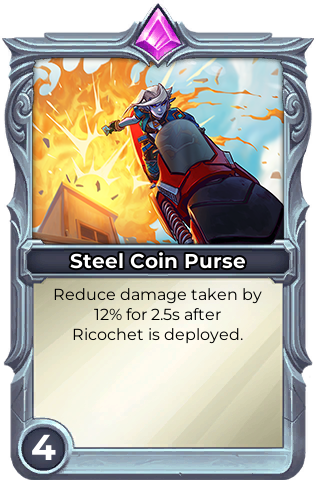 Steel Coin Purse
Reduce damage taken by
12% for 2.5s after
Ricochet is deployed.
4